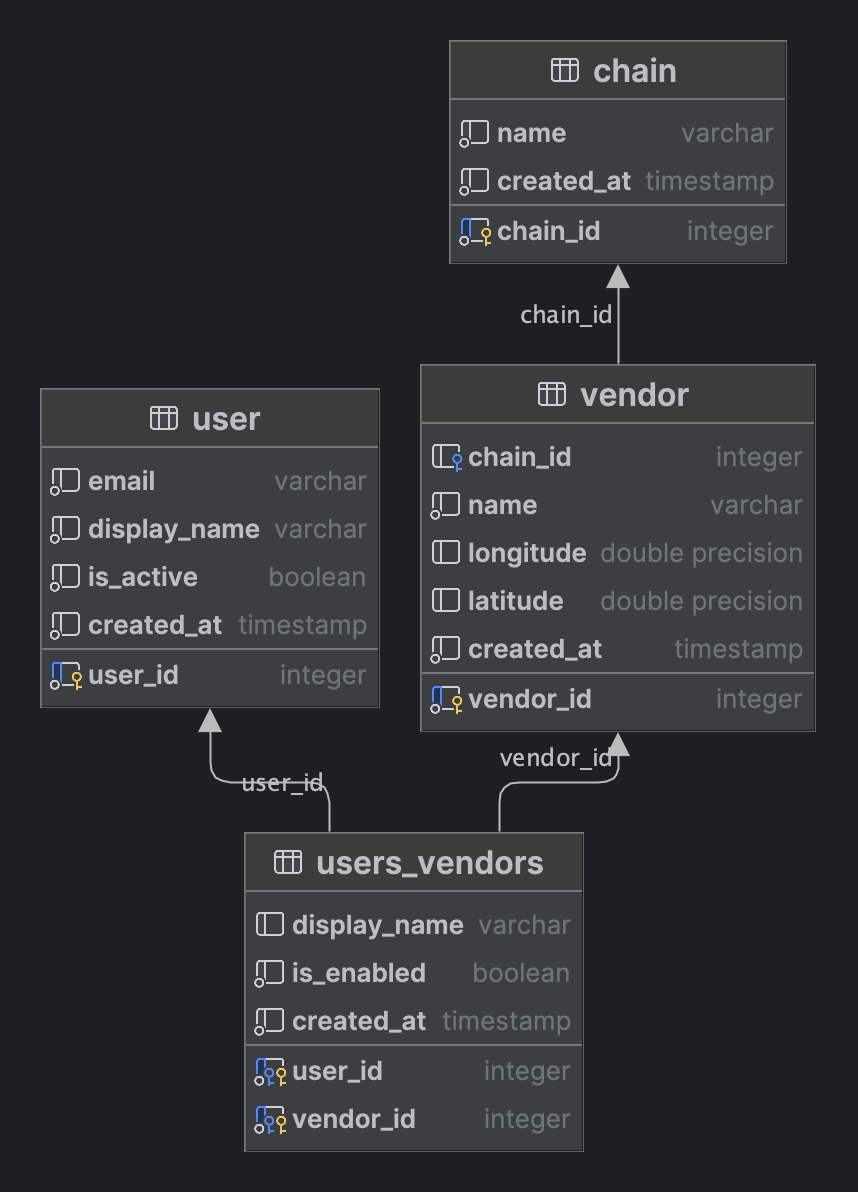 chain
name varchar
created_at timestamp
chain_id integer
chain_id
user
email varchar
display_name varchar
is_active boolean
created_at timestamp
user_id integer
vendor
chain_id integer
name varchar
longitude double precision
latitude double precision
created_at timestamp
vendor_id integer
user_id
vendor_id
users_vendors
display_name varchar
is_enabled boolean
created_at timestamp
user_id integer
vendor_id integer